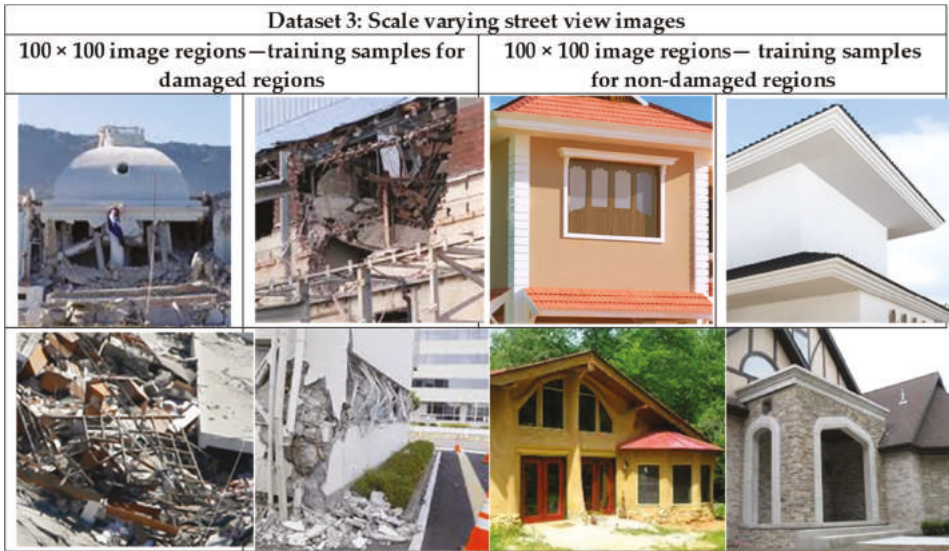 Dataset 3: Scale varying street view images
100 × 100 image regions—training samples for
damaged regions
100 × 100 image regions— training samples
for non-damaged regions